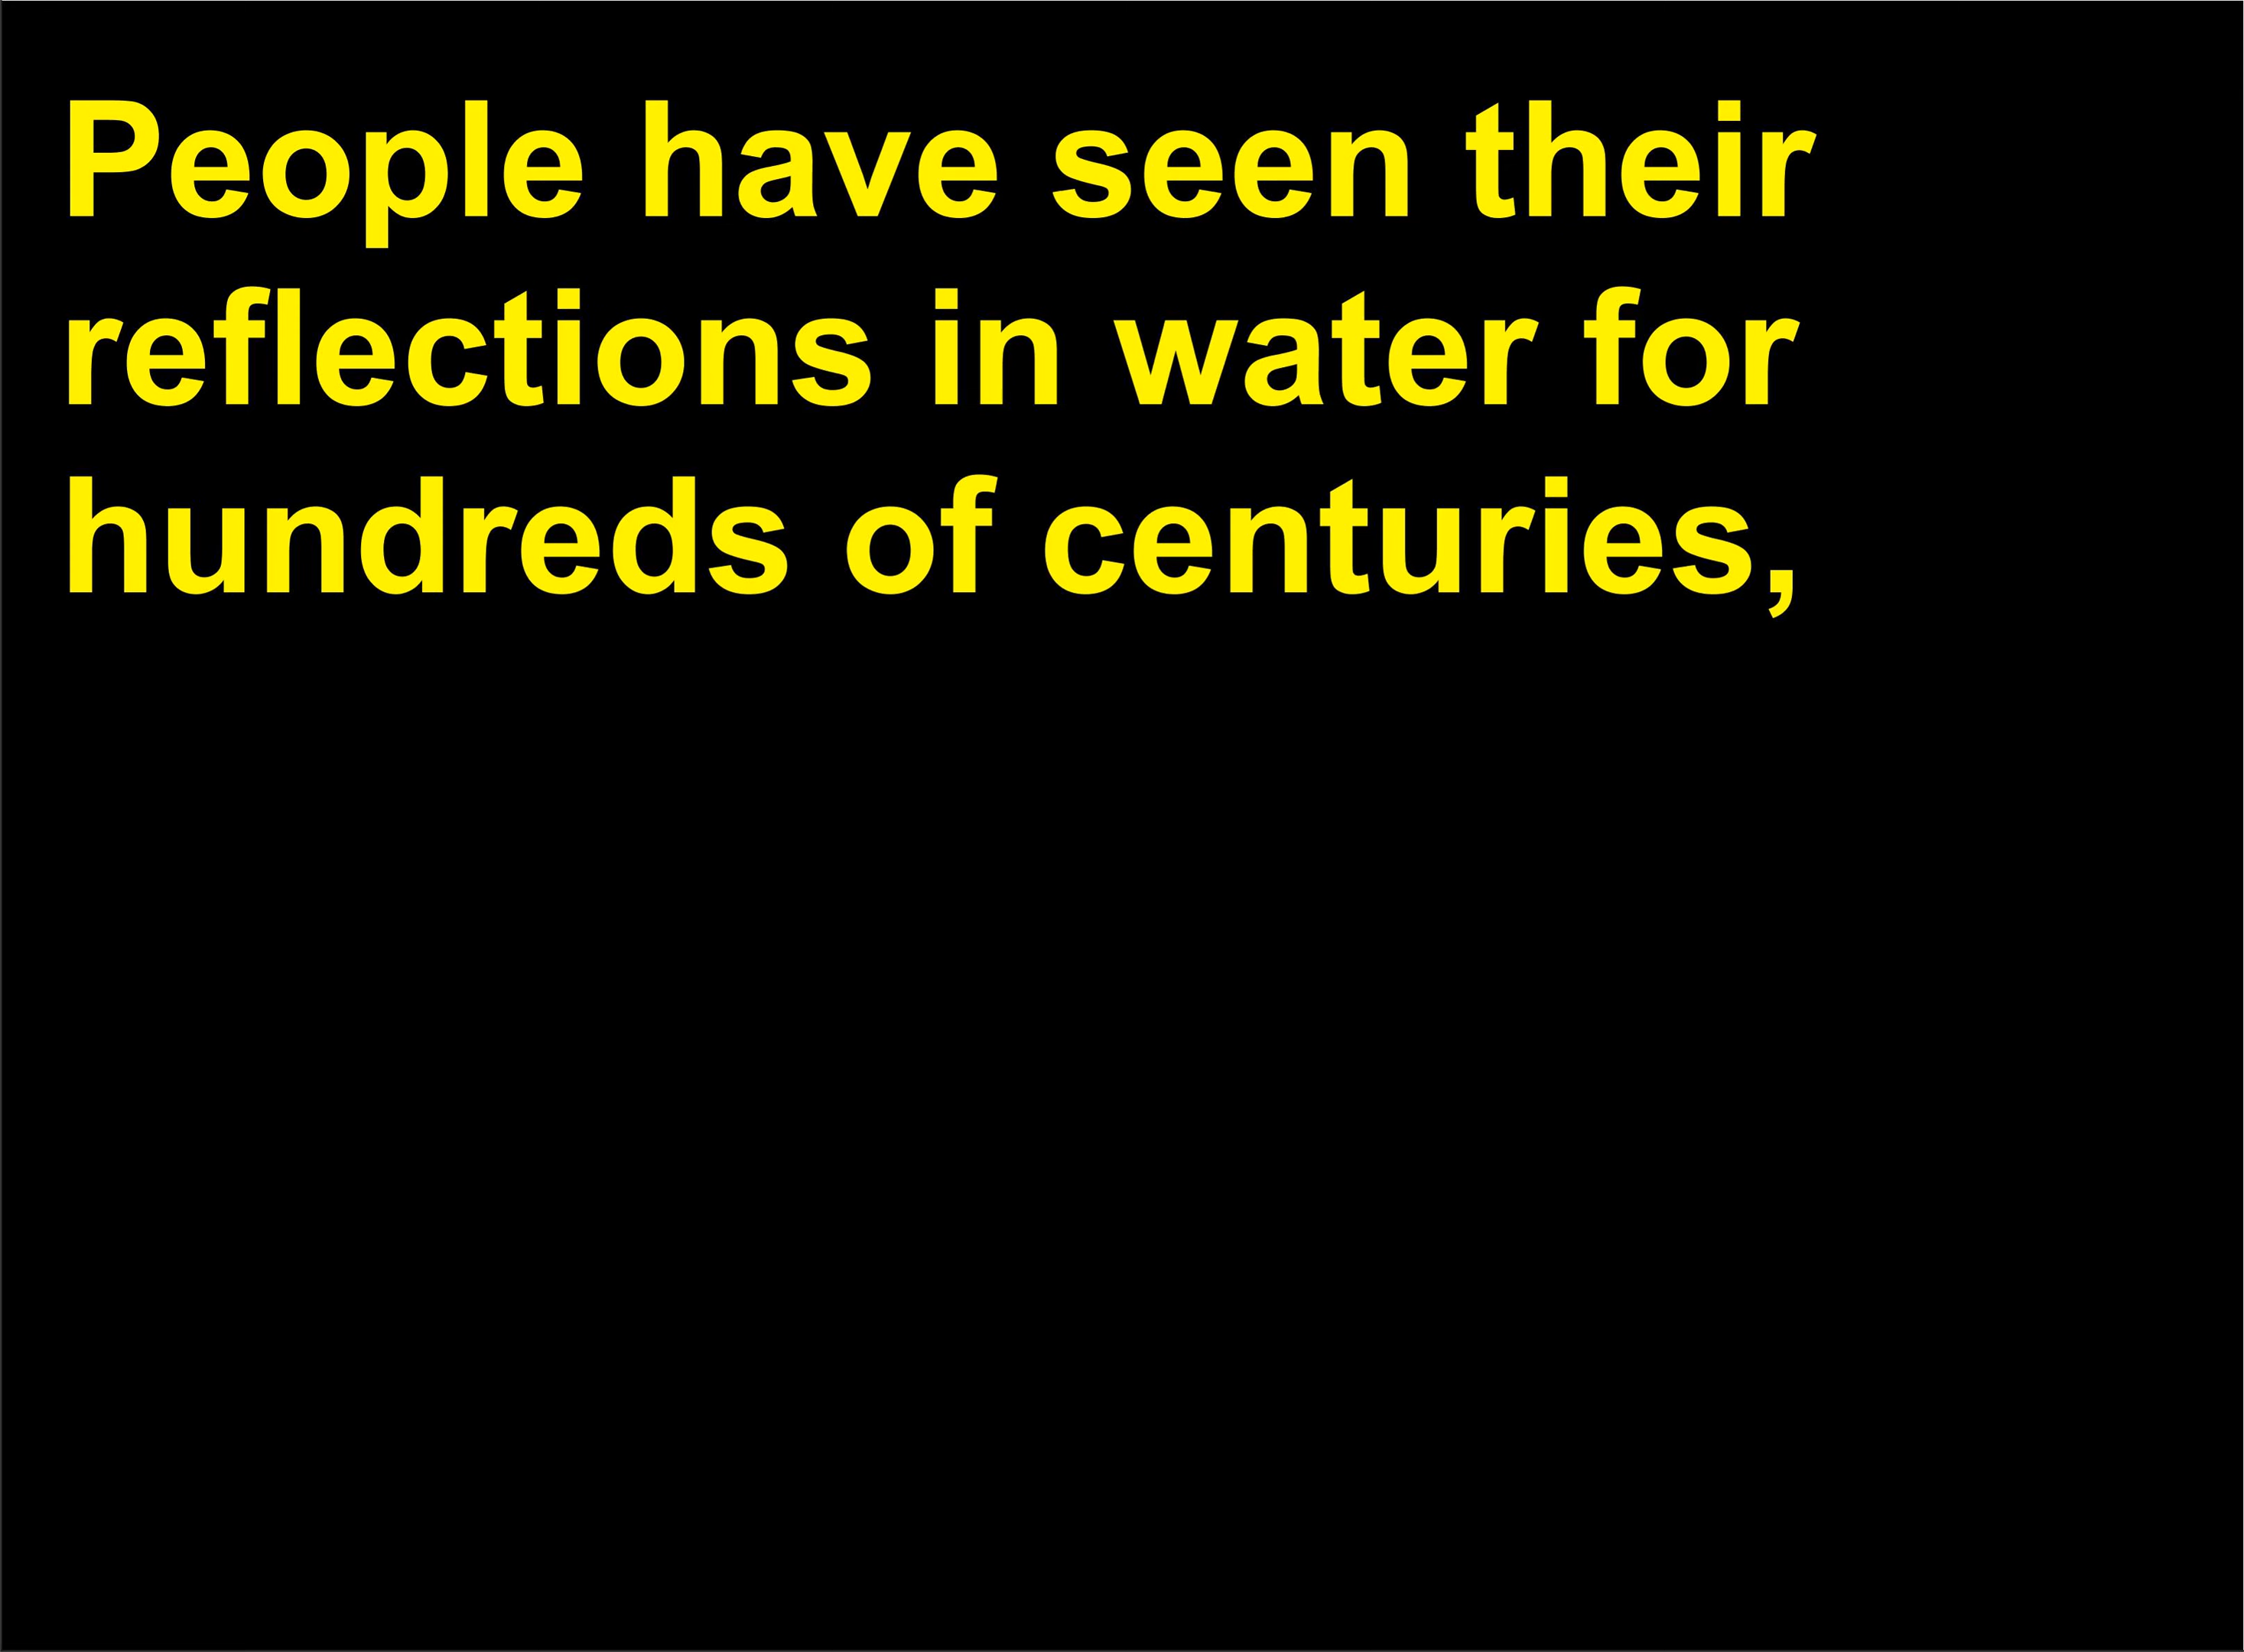 People have seen their
reflections in water for
hundreds of centuries,